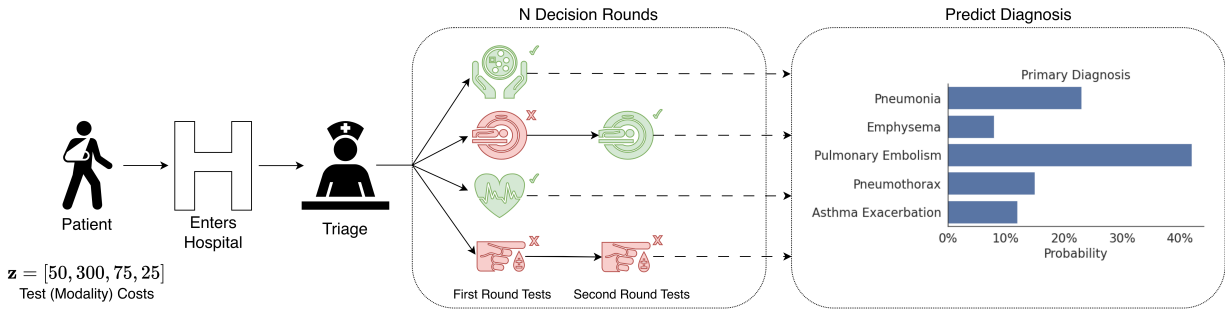 N Decision Rounds
Predict Diagnosis
Patient
Enters
Hospital
Triage
z = [50, 300, 75, 25]
Test (Modality) Costs
X
X
X
First Round Tests
Second Round Tests
Primary Diagnosis
Pneumonia
Emphysema
Pulmonary Embolism
Pneumothorax
Asthma Exacerbation
0% 10% 20% 30% 40%
Probability